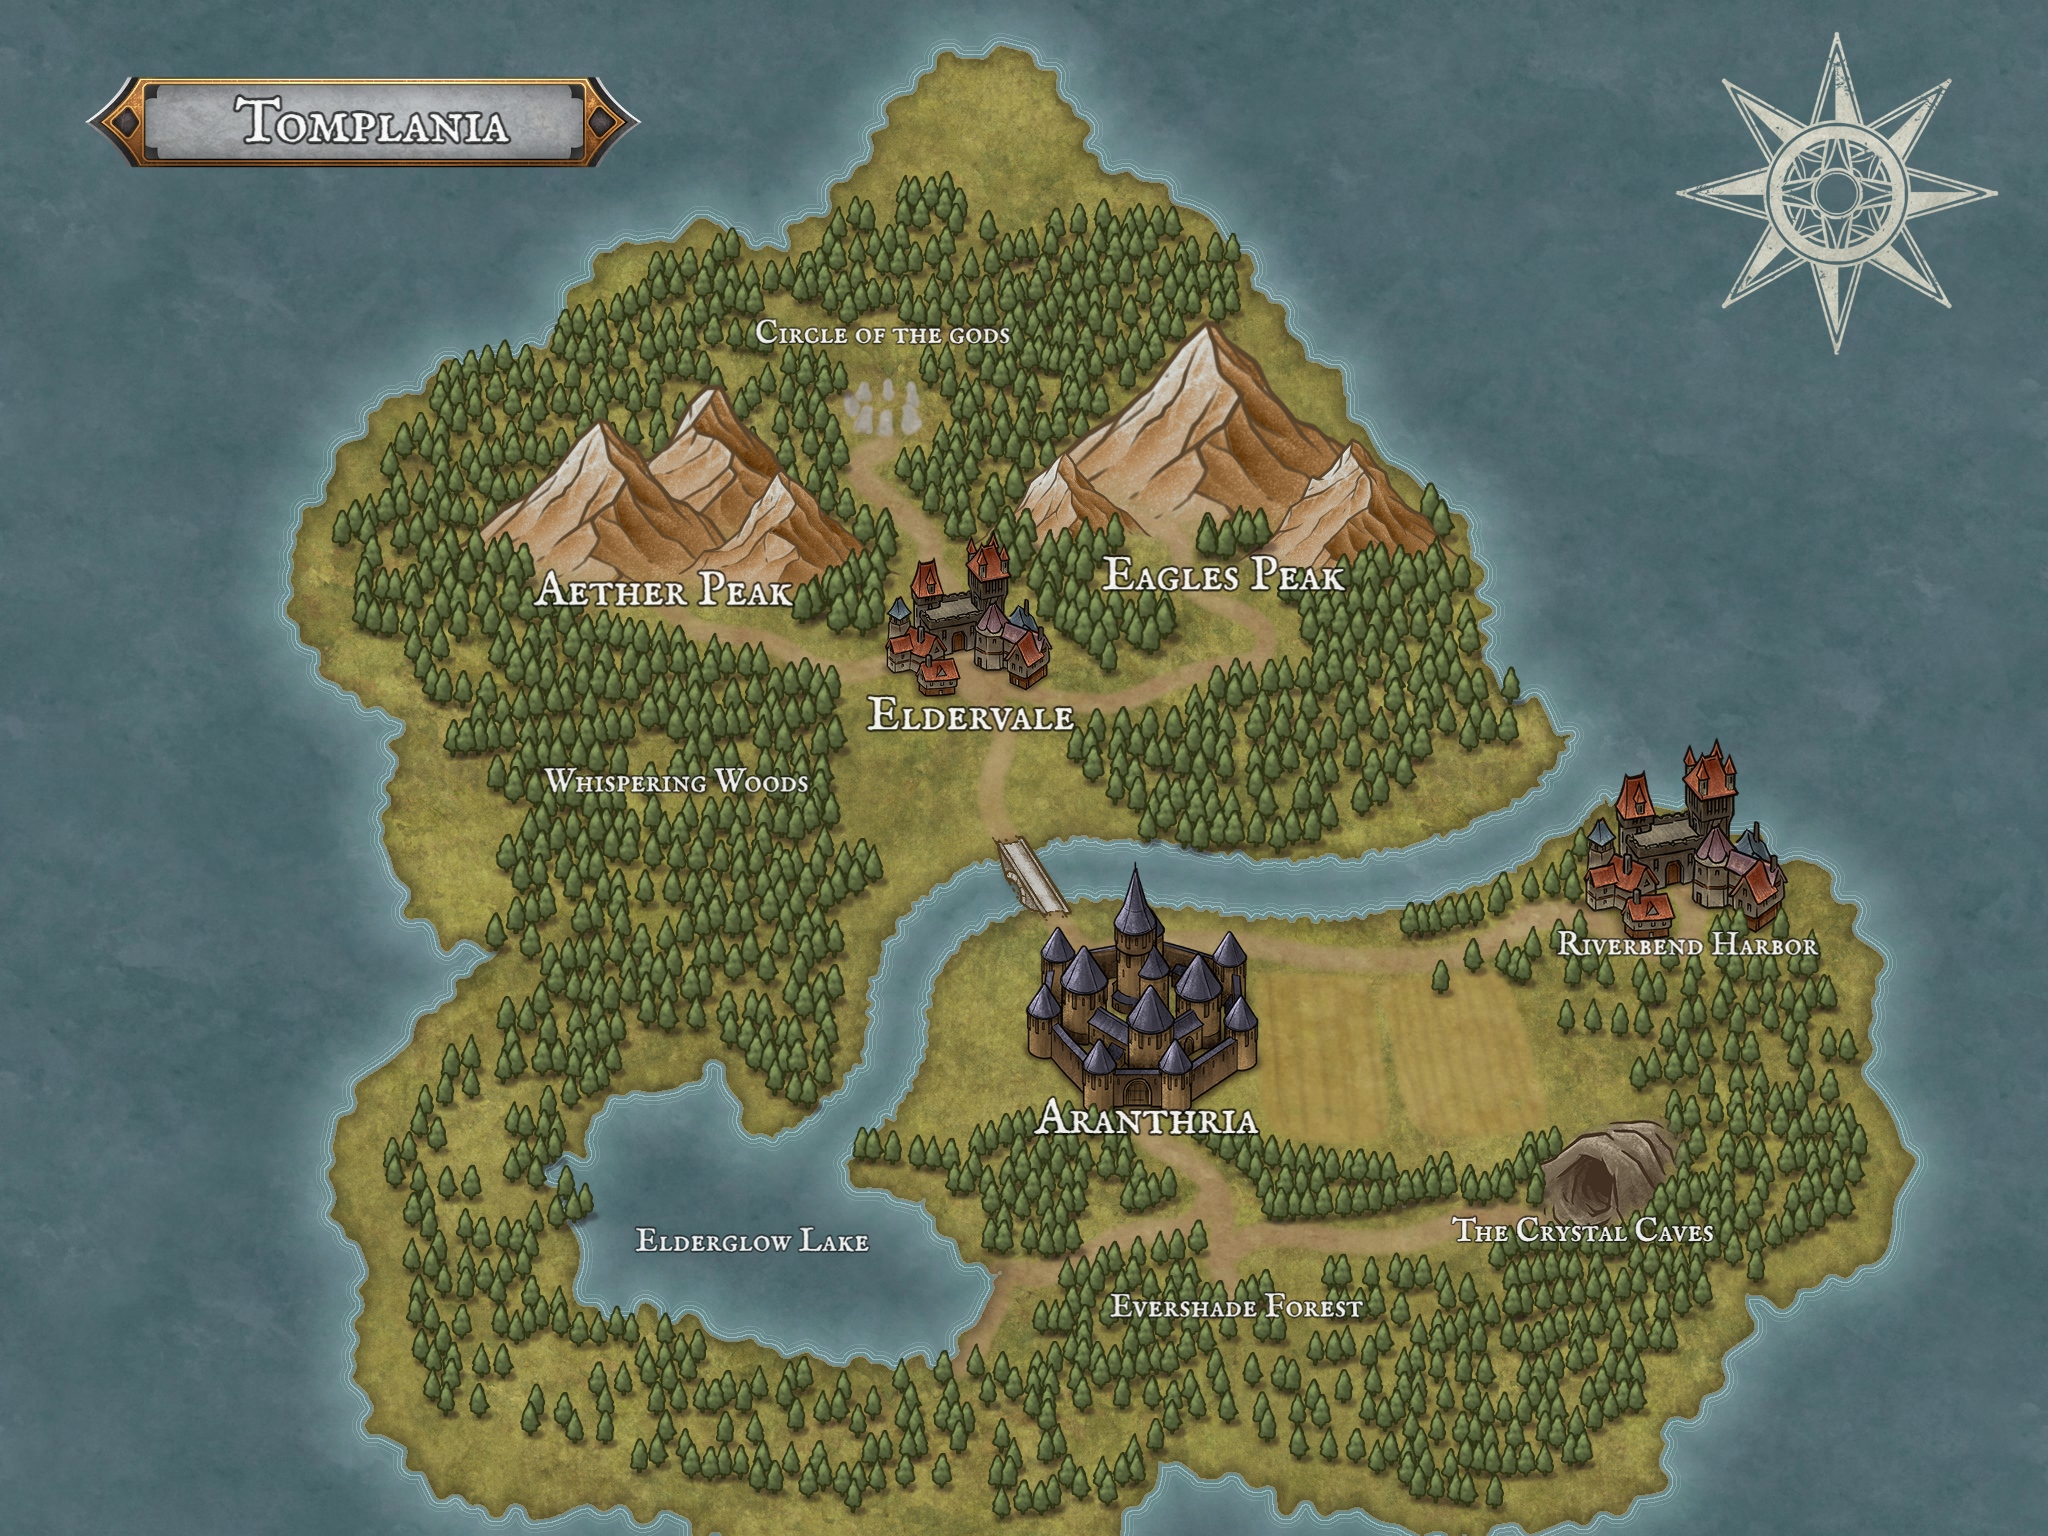 Tomplania
Circle of the gods
Aether Peak
Eagles Peak
Eldervale
Whispering Woods
Riverbend Harbor
Aranthria
The Crystal Caves
Elderglow Lake
Evershade Forest